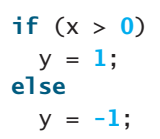 if (x > 0)
  y = 1;
else
  y = -1;